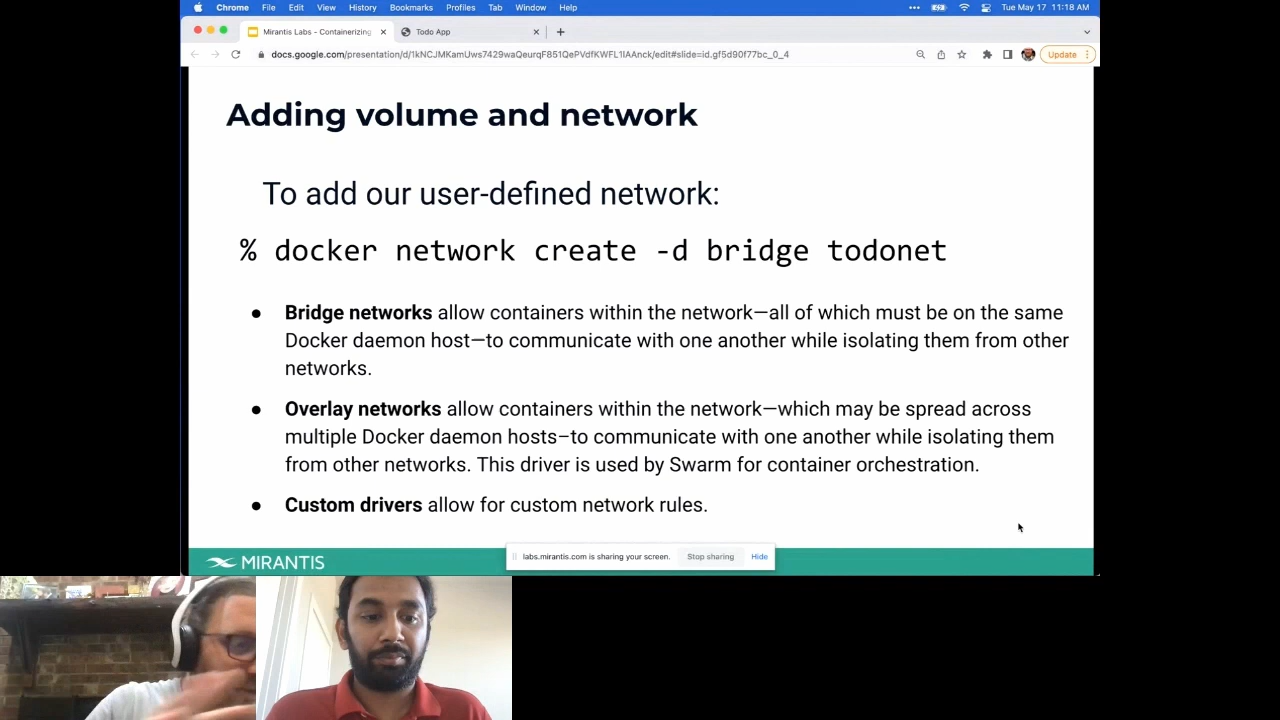 Chrome File Edit View History Bookmarks Profiles Tab Window Help Tue May 17 11:18 AM
Mirantis Labs - Containerizing Todo App
docs.google.com/presentation/d/1kNCJMKamUws7429waQeurqF851QePVdfKWFL1IAAnck/edit#slide=id.gf5d90f77bc_0_4 Update
Adding volume and network
To add our user-defined network:
% docker network create -d bridge todonet
● Bridge networks allow containers within the network—all of which must be on the same
Docker daemon host—to communicate with one another while isolating them from other
networks.
● Overlay networks allow containers within the network—which may be spread across
multiple Docker daemon hosts–to communicate with one another while isolating them
from other networks. This driver is used by Swarm for container orchestration.
● Custom drivers allow for custom network rules.
MIRANTIS
labs.mirantis.com is sharing your screen. Stop sharing Hide